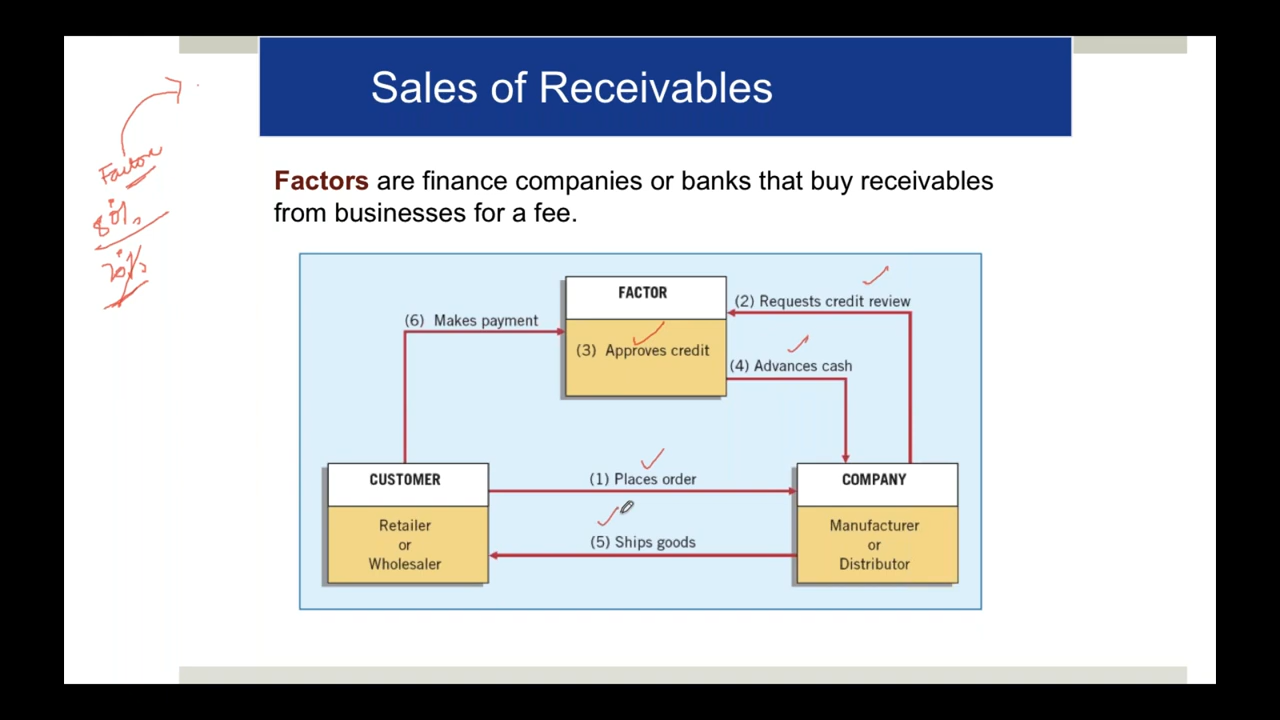 Sales of Receivables
Factor
80%
20%
Factors are finance companies or banks that buy receivables
from businesses for a fee.
FACTOR
(2) Requests credit review
(6) Makes payment
(3) Approves credit
(4) Advances cash
CUSTOMER
(1) Places order
COMPANY
Retailer
or
Wholesaler
(5) Ships goods
Manufacturer
or
Distributor